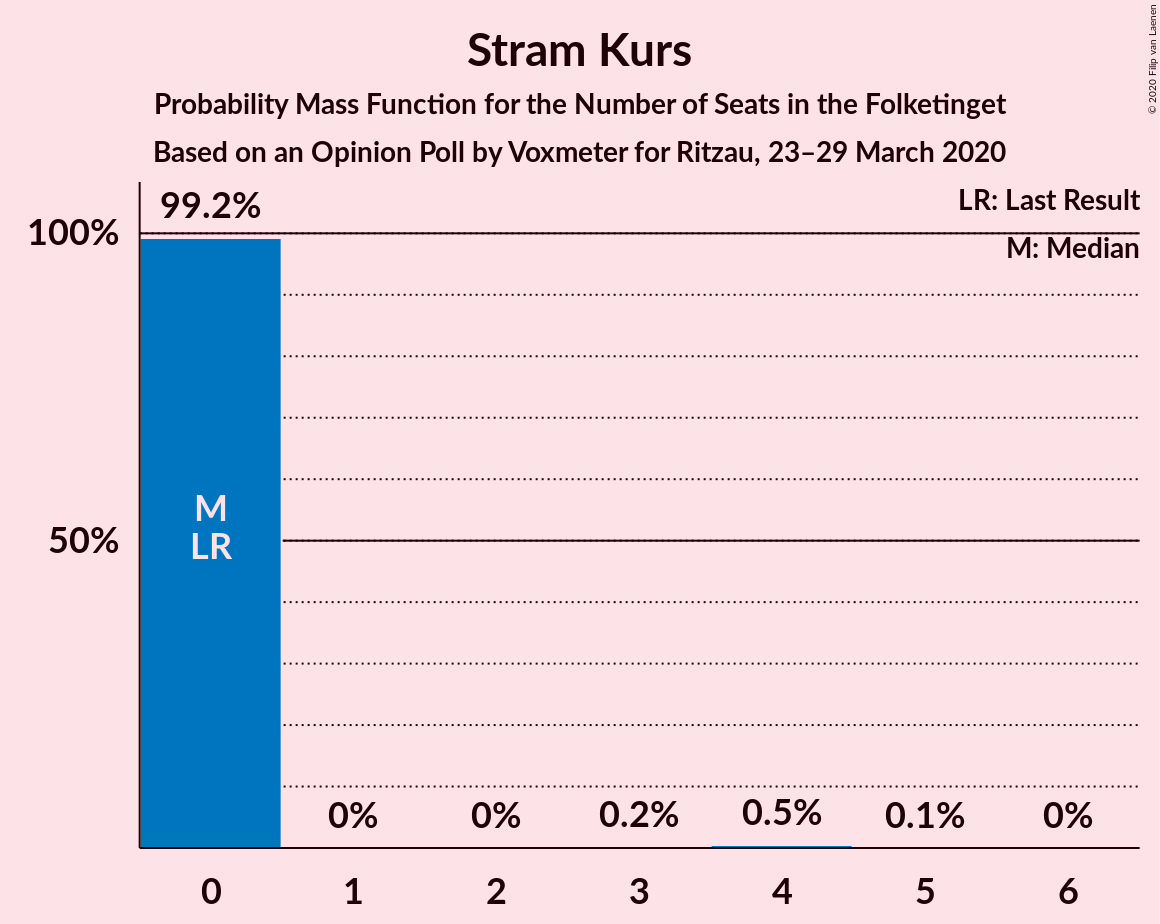 Stram Kurs
Probability Mass Function for the Number of Seats in the Folketinget
Based on an Opinion Poll by Voxmeter for Ritzau, 23–29 March 2020
© 2020 Filip van Laenen
LR: Last Result
M: Median
99.2%
100%
50%
M
LR
0%
0%
0.2%
0.5%
0.1%
0%
0
1
2
3
4
5
6